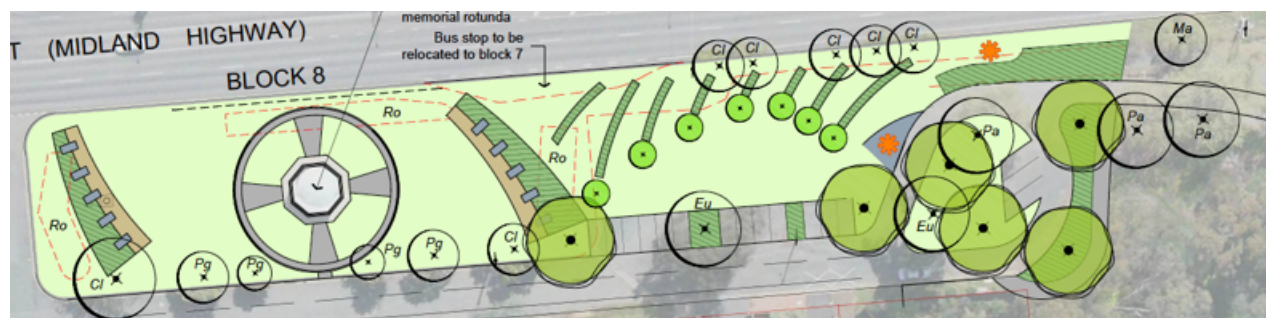 memorial rotunda
T (MIDLAND HIGHWAY)
Bus stop to be
relocated to block 7
BLOCK 8
Cl
Cl
Cl
Cl
Cl
Ma
Ro
Ro
Ro
Pa
Pa
Pa
Eu
Eu
Cl
Pg
Pg
Pg
Pg
Cl